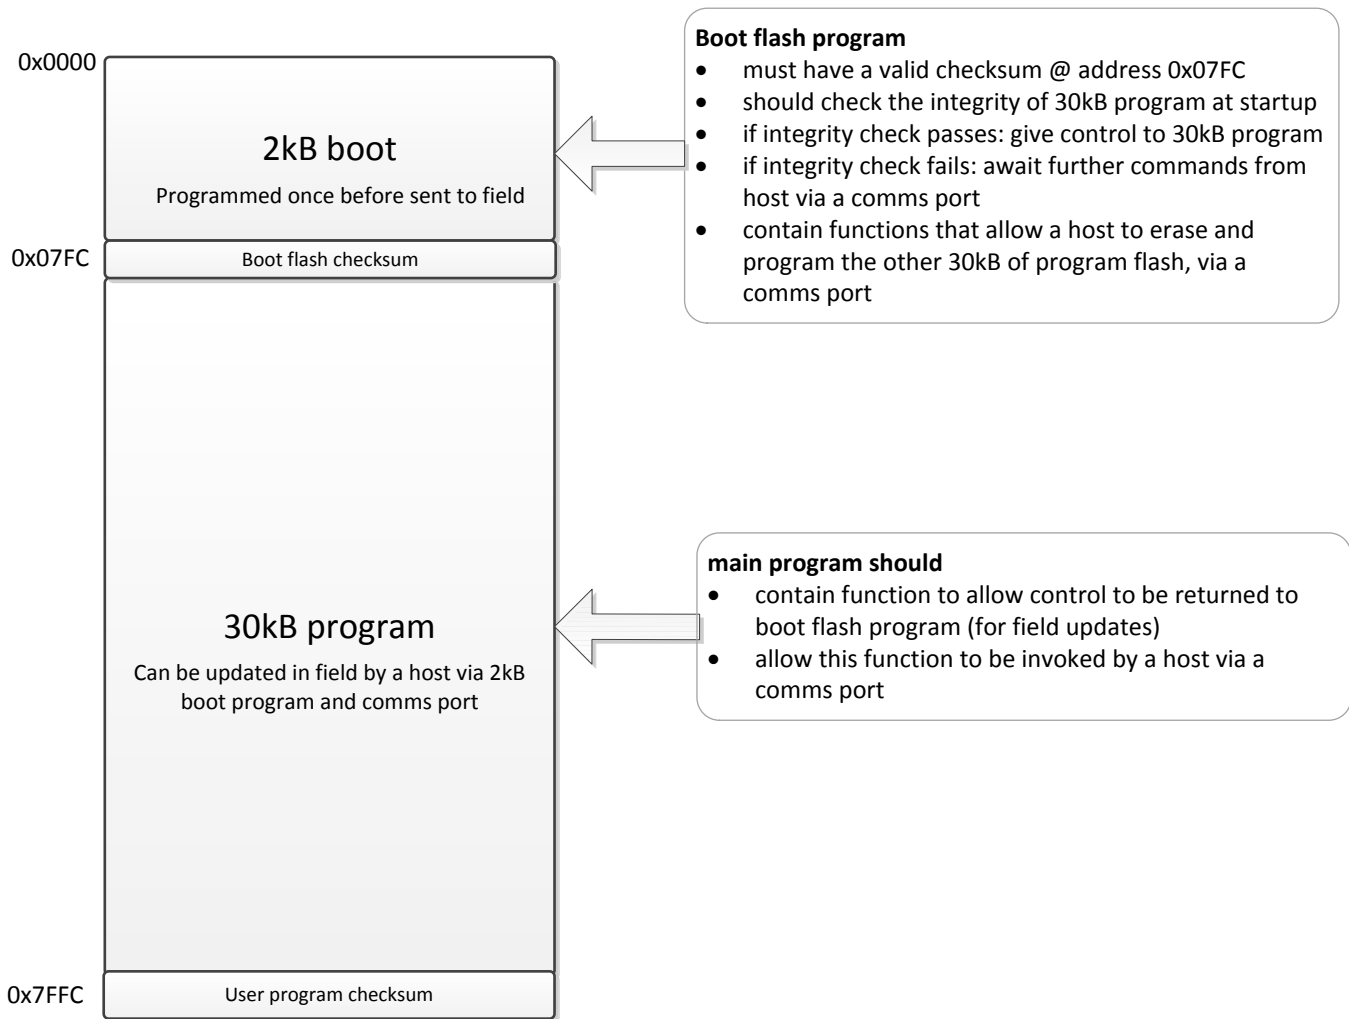 0x0000
2kB boot
Programmed once before sent to field
0x07FC
Boot flash checksum
Boot flash program
• must have a valid checksum @ address 0x07FC
• should check the integrity of 30kB program at startup
• if integrity check passes: give control to 30kB program
• if integrity check fails: await further commands from
host via a comms port
• contain functions that allow a host to erase and
program the other 30kB of program flash, via a
comms port
30kB program
Can be updated in field by a host via 2kB
boot program and comms port
main program should
• contain function to allow control to be returned to
boot flash program (for field updates)
• allow this function to be invoked by a host via a
comms port
0x7FFC
User program checksum